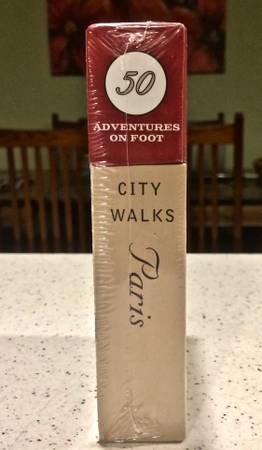 50
ADVENTURES
ON FOOT
CITY
WALKS
Paris